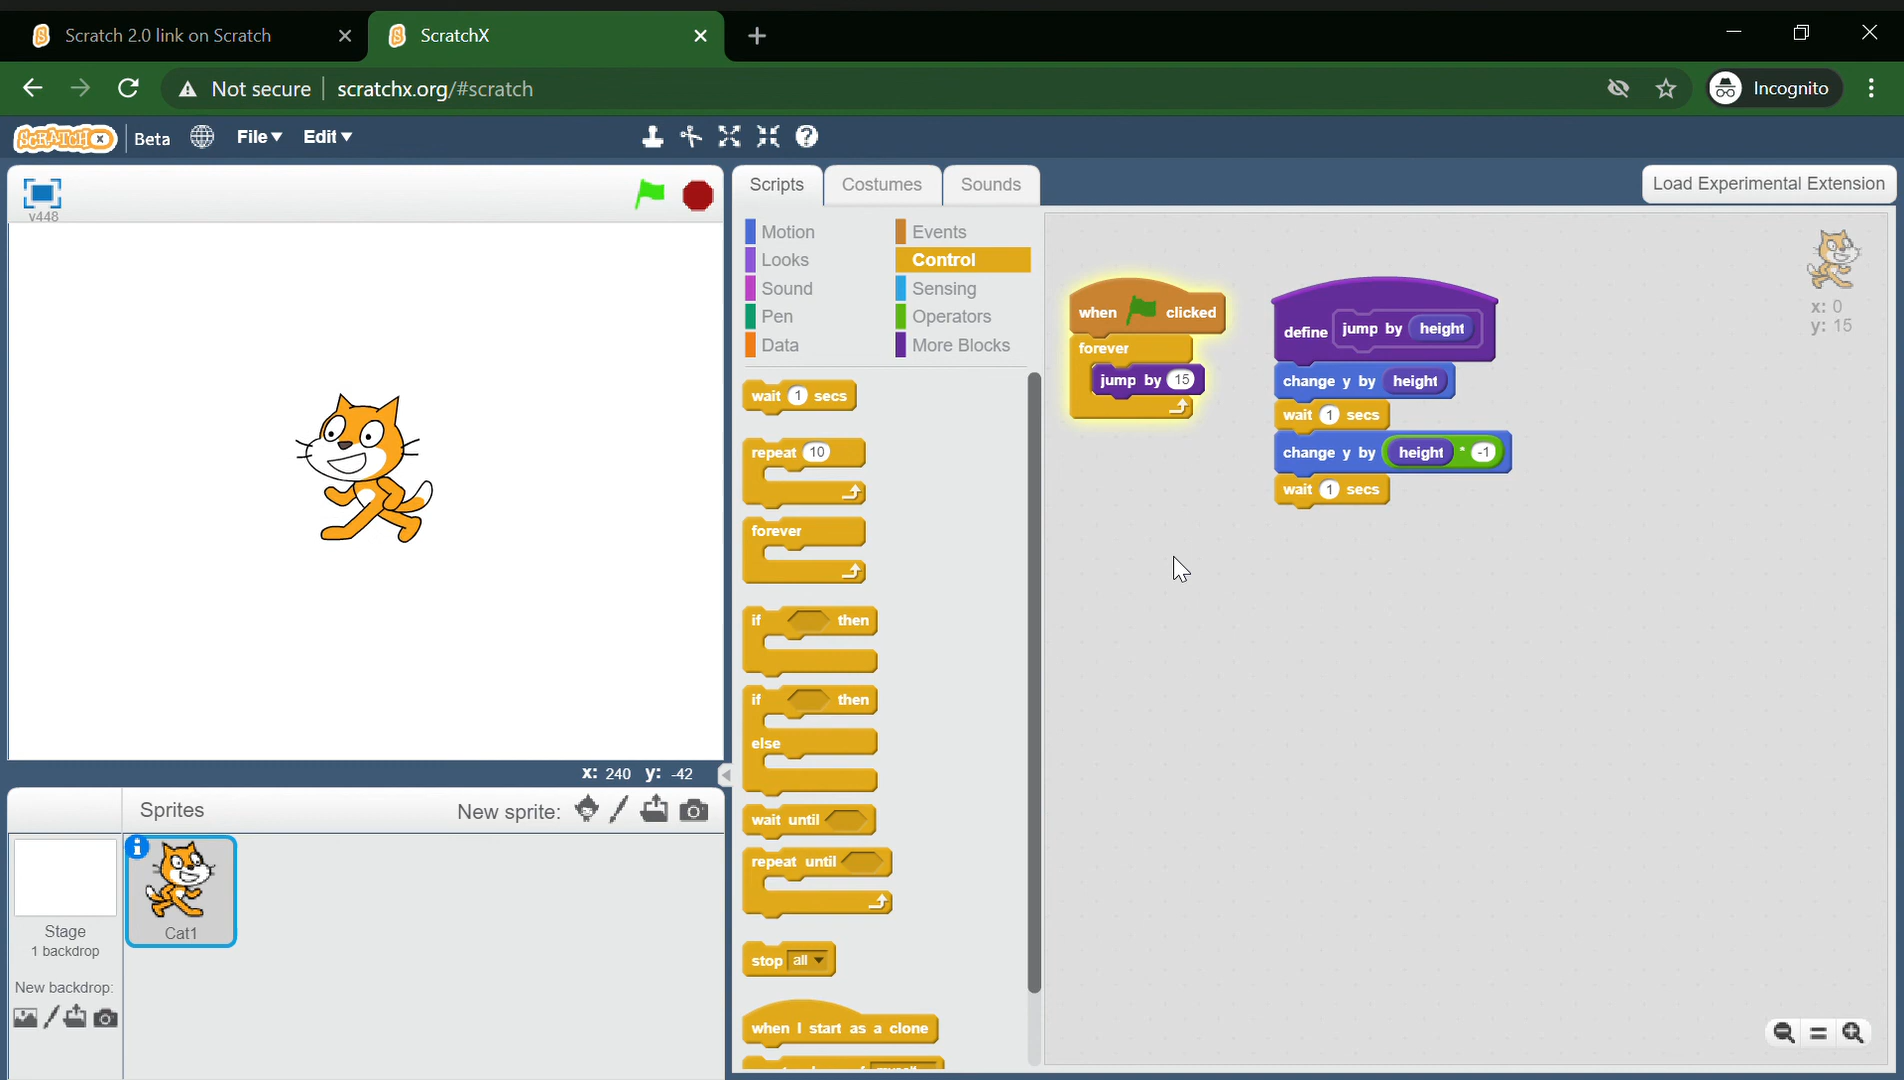 Scratch 2.0 link on Scratch
ScratchX
Not secure scratchx.org/#scratch
Incognito
SCRATCH X Beta File Edit
v448
Scripts Costumes Sounds
Load Experimental Extension
Motion Events
Looks Control
Sound Sensing
Pen Operators
Data More Blocks
wait 1 secs
repeat 10
forever
if then
if then
else
wait until
repeat until
stop all
when I start as a clone
when clicked
forever
jump by 15
define jump by height
change y by height
wait 1 secs
change y by height * -1
wait 1 secs
x: 0
y: 15
x: 240 y: -42
Sprites New sprite:
Stage
1 backdrop
New backdrop:
Cat1